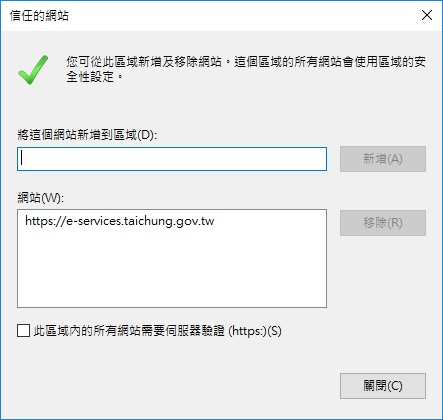 信任的網站
您可從此區域新增及移除網站。這個區域的所有網站會使用區域的安
全性設定。
將這個網站新增到區域(D):
新增(A)
網站(W):
https://e-services.taichung.gov.tw
移除(R)
此區域內的所有網站需要伺服器驗證 (https:)(S)
關閉(C)